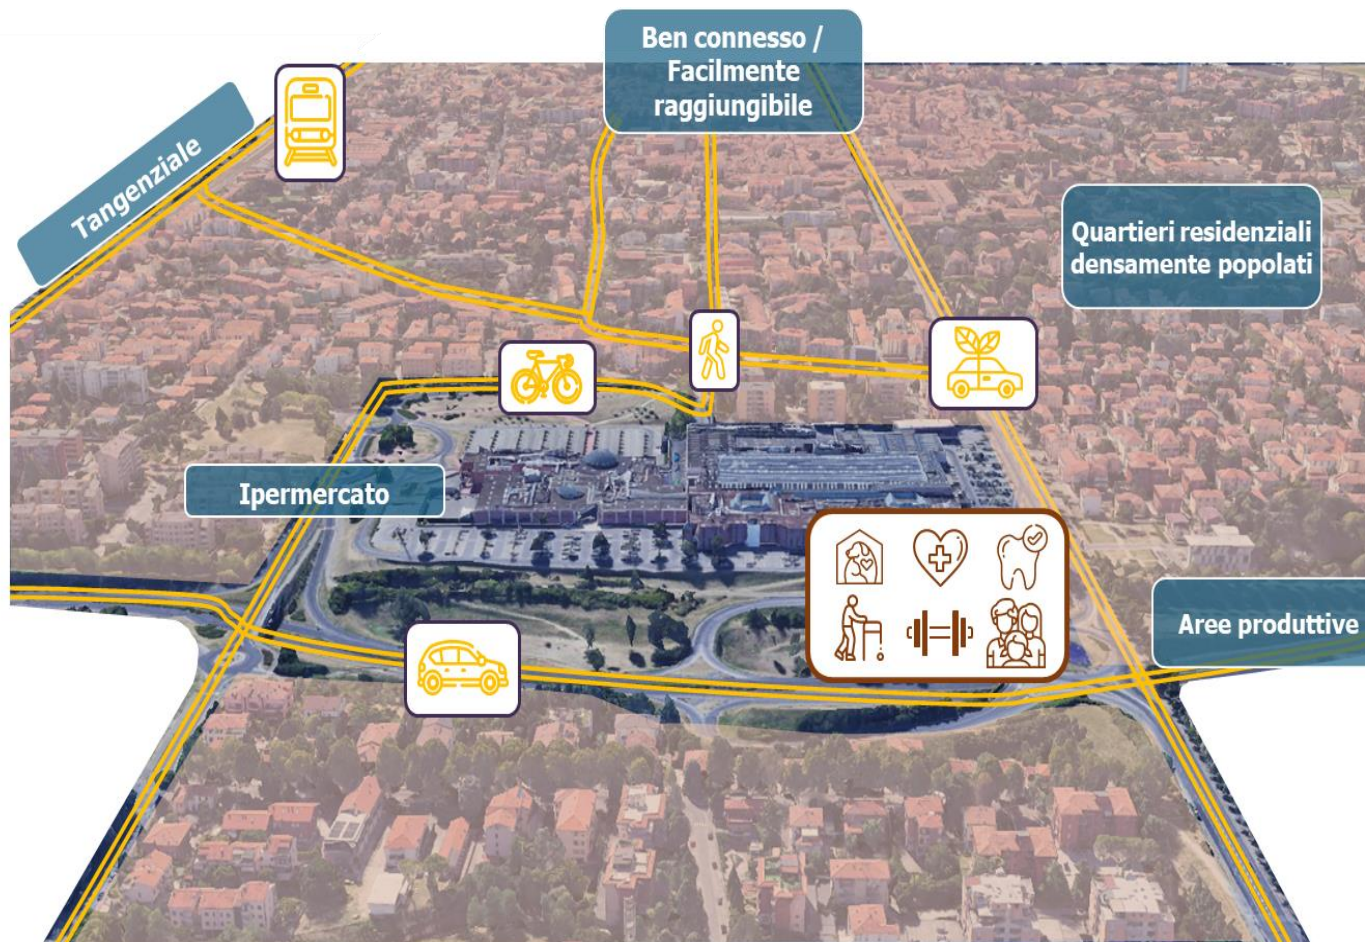 Ben connesso /
Facilmente
raggiungibile
Tangenziale
Quartieri residenziali
densamente popolati
Ipermercato
Aree produttive